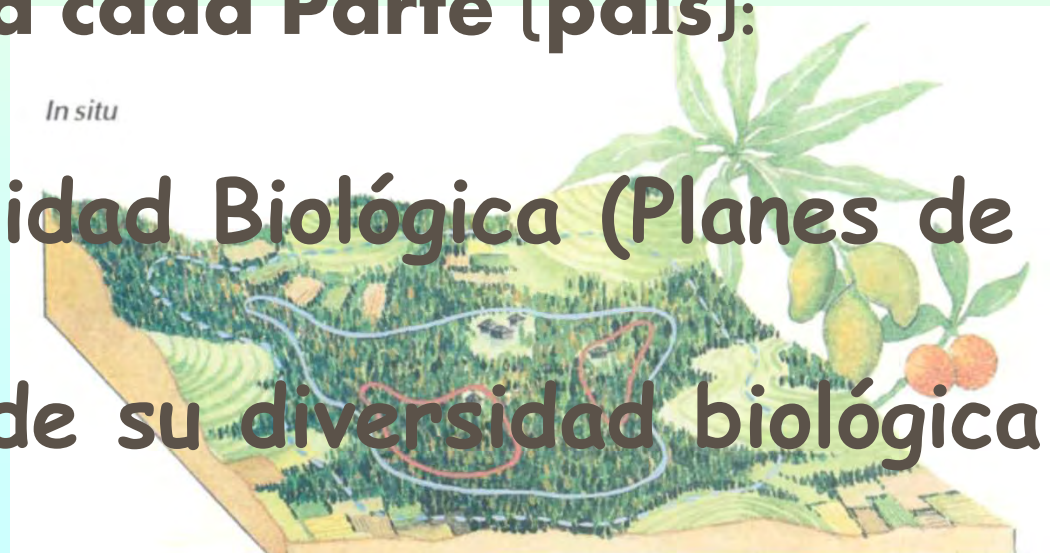 a cada Parte (país):
In situ
idad Biológica (Planes de
de su diversidad biológica